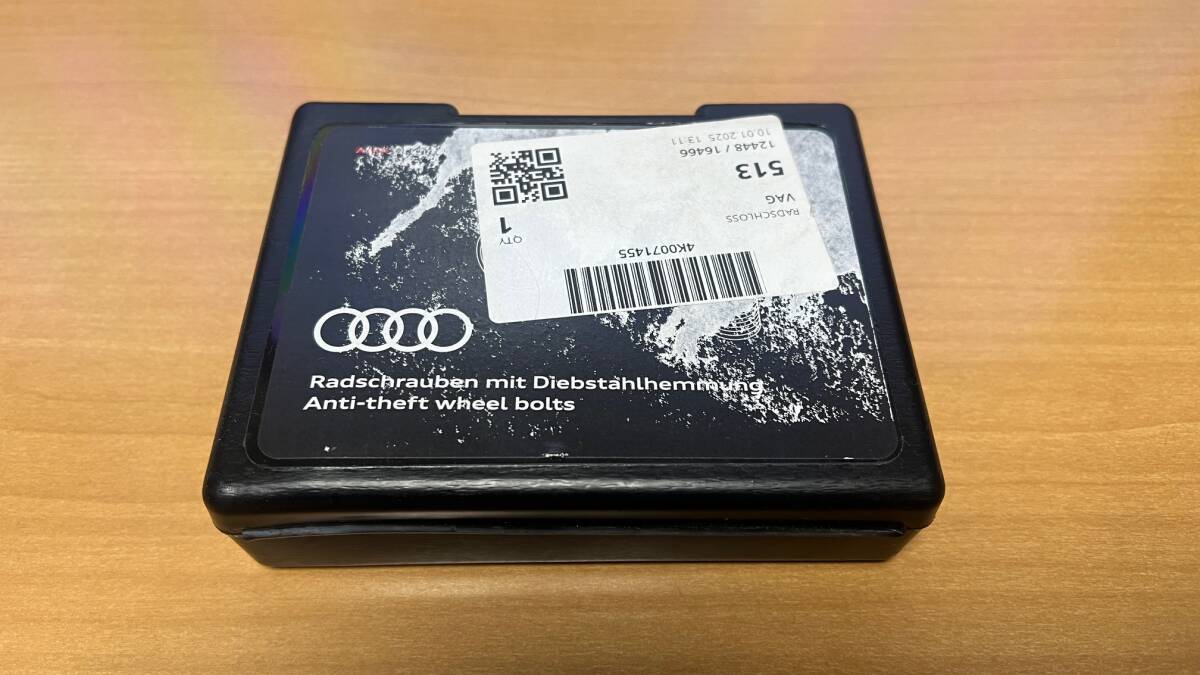 10.01.2025 13:11
12448 / 16466
513
VAG
RADSCHLOSS
QTY
1
4K0071455
Radschrauben mit Diebstahlhemmung
Anti-theft wheel bolts